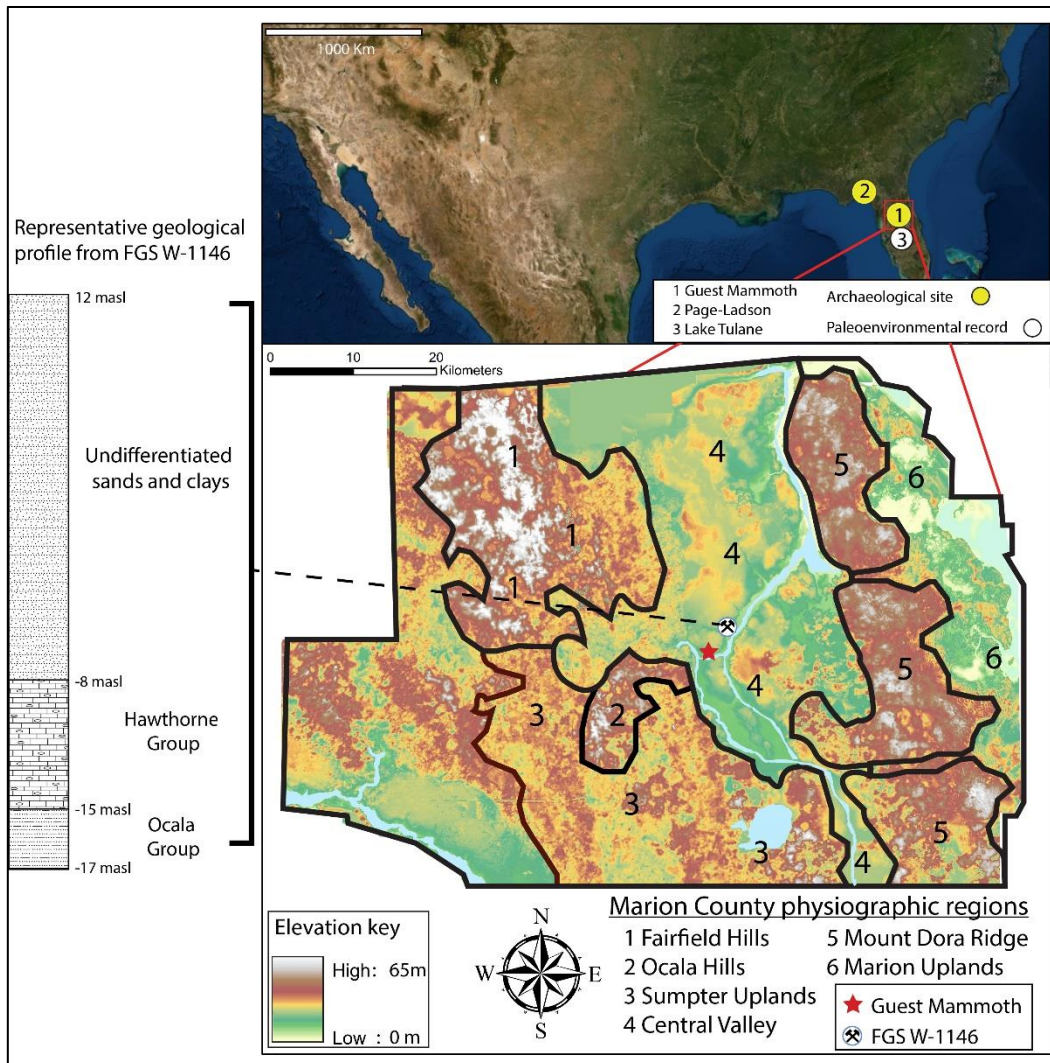 1000 Km
2
1
3
1 Guest Mammoth
2 Page-Ladson
3 Lake Tulane
Archaeological site
Paleoenvironmental record
Representative geological
profile from FGS W-1146
12 masl
Undifferentiated
sands and clays
-8 masl
Hawthorne
Group
-15 masl
Ocala
Group
-17 masl
0 10 20
Kilometers
1
4
5
6
1
4
1
5
6
4
3
2
3
3
4
5
Elevation key
High: 65m
Low : 0 m
N
W E
S
Marion County physiographic regions
1 Fairfield Hills
2 Ocala Hills
3 Sumpter Uplands
4 Central Valley
5 Mount Dora Ridge
6 Marion Uplands
Guest Mammoth
FGS W-1146